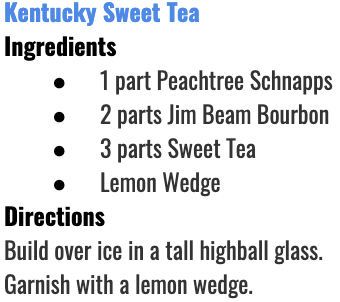 Kentucky Sweet Tea
Ingredients
● 1 part Peachtree Schnapps
● 2 parts Jim Beam Bourbon
● 3 parts Sweet Tea
● Lemon Wedge
Directions
Build over ice in a tall highball glass.
Garnish with a lemon wedge.